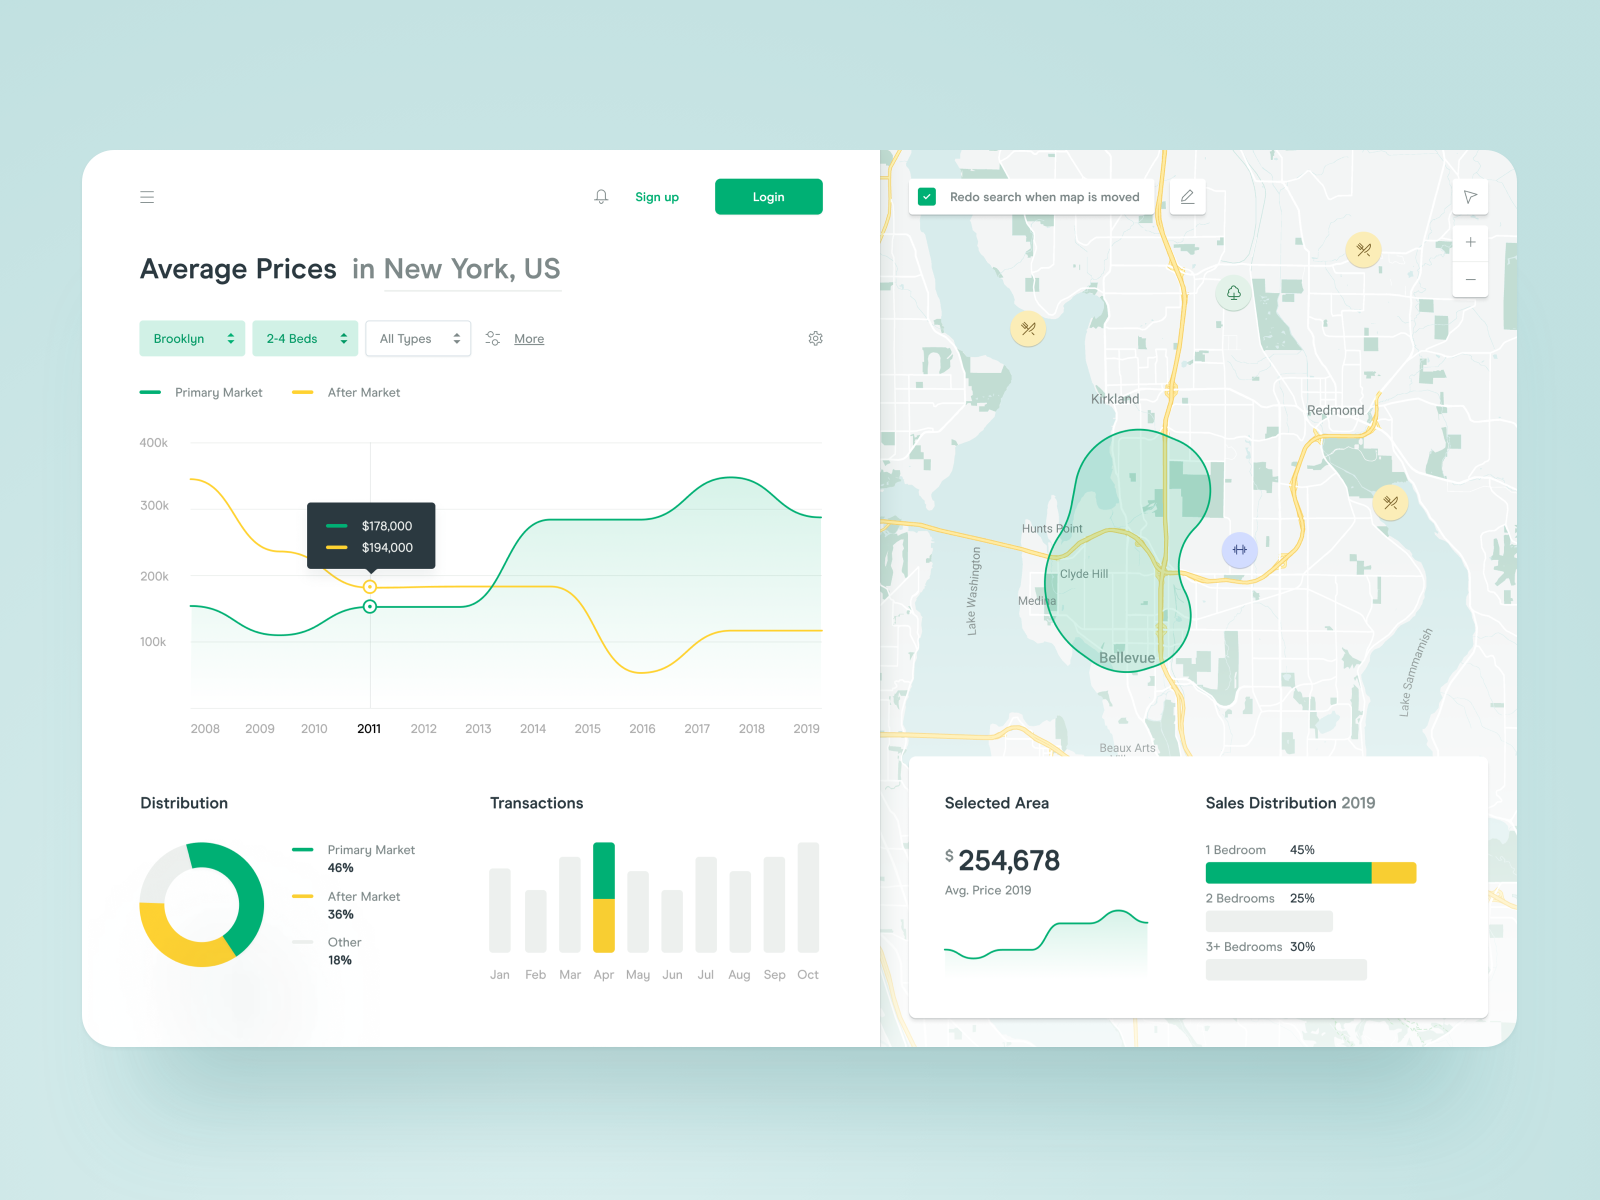 Sign up
Login
Average Prices in New York, US
Brooklyn
2-4 Beds
All Types
More
Primary Market
After Market
400k
300k
200k
100k
$178,000
$194,000
2008 2009 2010 2011 2012 2013 2014 2015 2016 2017 2018 2019
Distribution
Primary Market
46%
After Market
36%
Other
18%
Transactions
Jan Feb Mar Apr May Jun Jul Aug Sep Oct
Redo search when map is moved
Kirkland
Redmond
Hunts Point
Clyde Hill
Medina
Lake Washington
Bellevue
Lake Sammamish
Beaux Arts
Selected Area
$ 254,678
Avg. Price 2019
Sales Distribution 2019
1 Bedroom 45%
2 Bedrooms 25%
3+ Bedrooms 30%